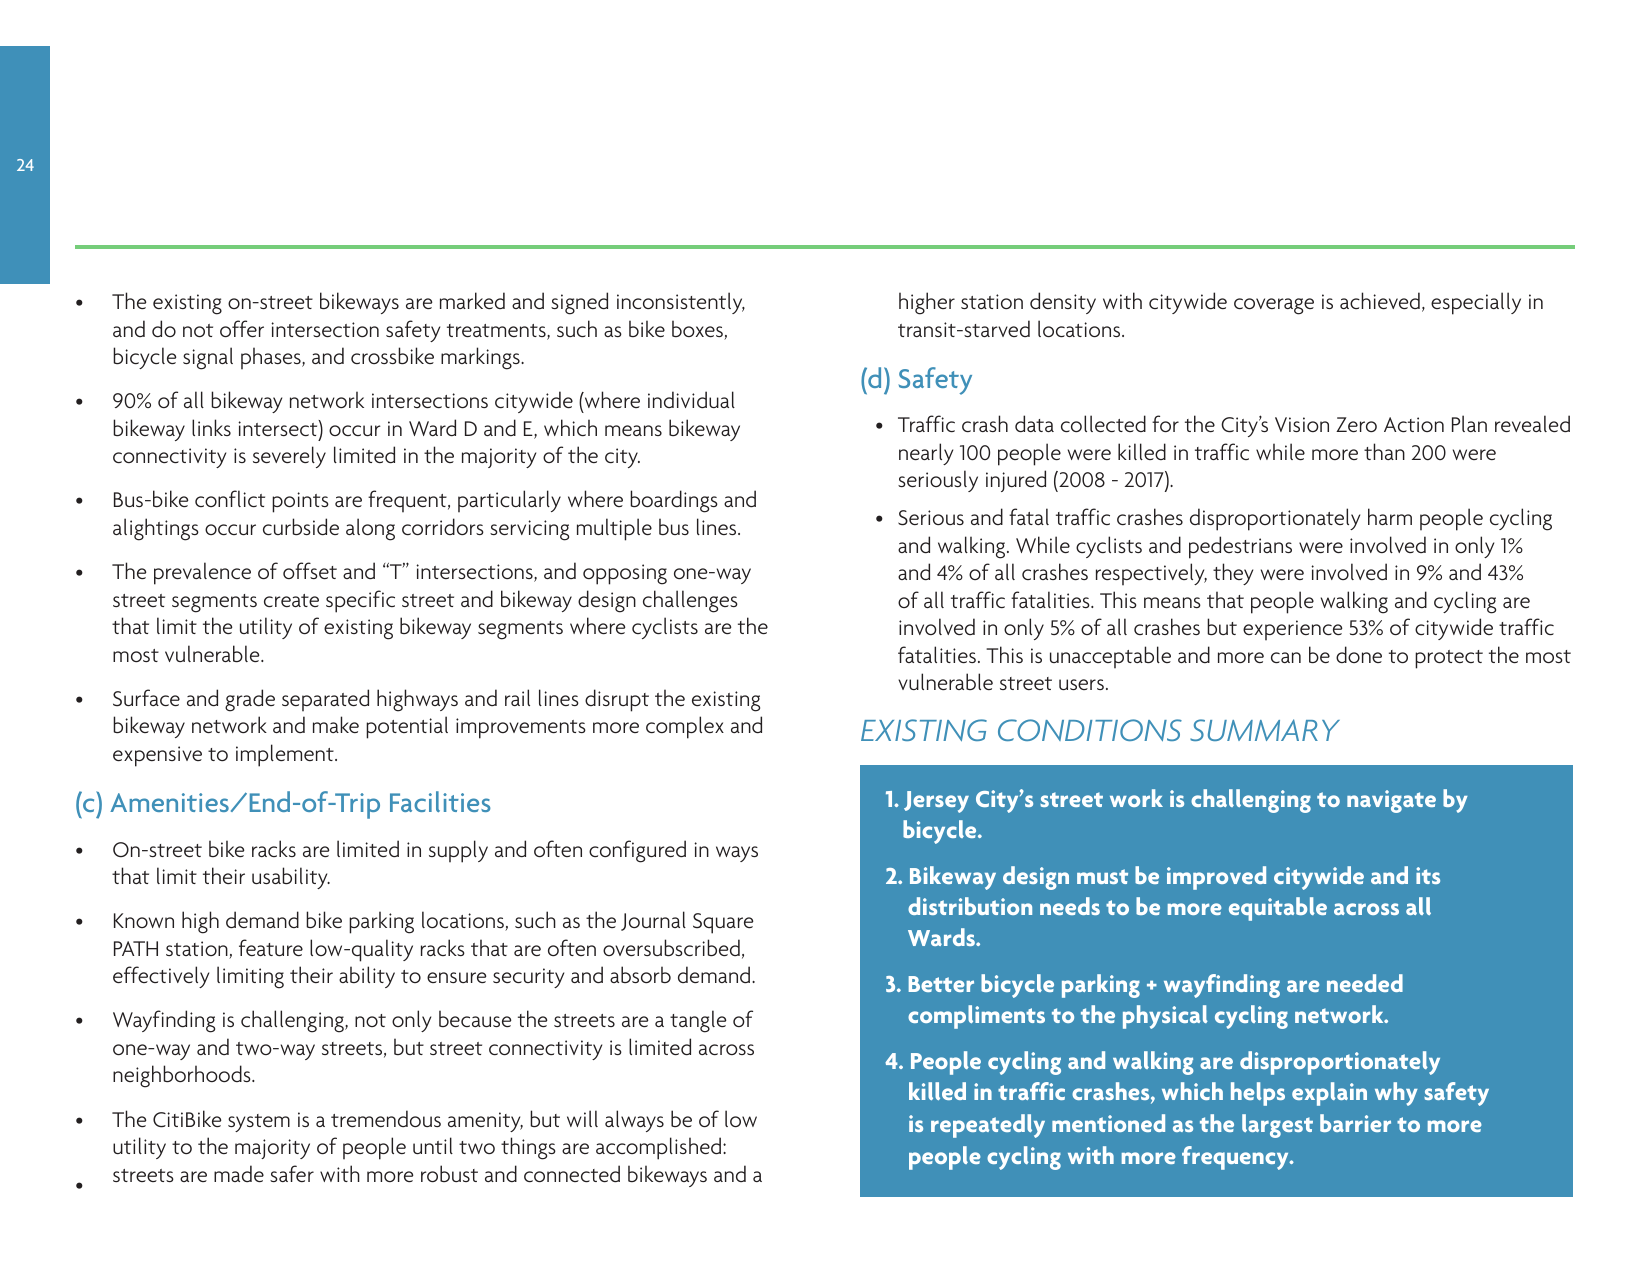 24
• The existing on-street bikeways are marked and signed inconsistently,
and do not offer intersection safety treatments, such as bike boxes,
bicycle signal phases, and crossbike markings.
• 90% of all bikeway network intersections citywide (where individual
bikeway links intersect) occur in Ward D and E, which means bikeway
connectivity is severely limited in the majority of the city.
• Bus-bike conflict points are frequent, particularly where boardings and
alightings occur curbside along corridors servicing multiple bus lines.
• The prevalence of offset and “T” intersections, and opposing one-way
street segments create specific street and bikeway design challenges
that limit the utility of existing bikeway segments where cyclists are the
most vulnerable.
• Surface and grade separated highways and rail lines disrupt the existing
bikeway network and make potential improvements more complex and
expensive to implement.
(c) Amenities/End-of-Trip Facilities
• On-street bike racks are limited in supply and often configured in ways
that limit their usability.
• Known high demand bike parking locations, such as the Journal Square
PATH station, feature low-quality racks that are often oversubscribed,
effectively limiting their ability to ensure security and absorb demand.
• Wayfinding is challenging, not only because the streets are a tangle of
one-way and two-way streets, but street connectivity is limited across
neighborhoods.
• The CitiBike system is a tremendous amenity, but will always be of low
utility to the majority of people until two things are accomplished:
• streets are made safer with more robust and connected bikeways and a
higher station density with citywide coverage is achieved, especially in
transit-starved locations.
(d) Safety
• Traffic crash data collected for the City’s Vision Zero Action Plan revealed
nearly 100 people were killed in traffic while more than 200 were
seriously injured (2008 - 2017).
• Serious and fatal traffic crashes disproportionately harm people cycling
and walking. While cyclists and pedestrians were involved in only 1%
and 4% of all crashes respectively, they were involved in 9% and 43%
of all traffic fatalities. This means that people walking and cycling are
involved in only 5% of all crashes but experience 53% of citywide traffic
fatalities. This is unacceptable and more can be done to protect the most
vulnerable street users.
EXISTING CONDITIONS SUMMARY
1. Jersey City’s street work is challenging to navigate by
bicycle.
2. Bikeway design must be improved citywide and its
distribution needs to be more equitable across all
Wards.
3. Better bicycle parking + wayfinding are needed
compliments to the physical cycling network.
4. People cycling and walking are disproportionately
killed in traffic crashes, which helps explain why safety
is repeatedly mentioned as the largest barrier to more
people cycling with more frequency.